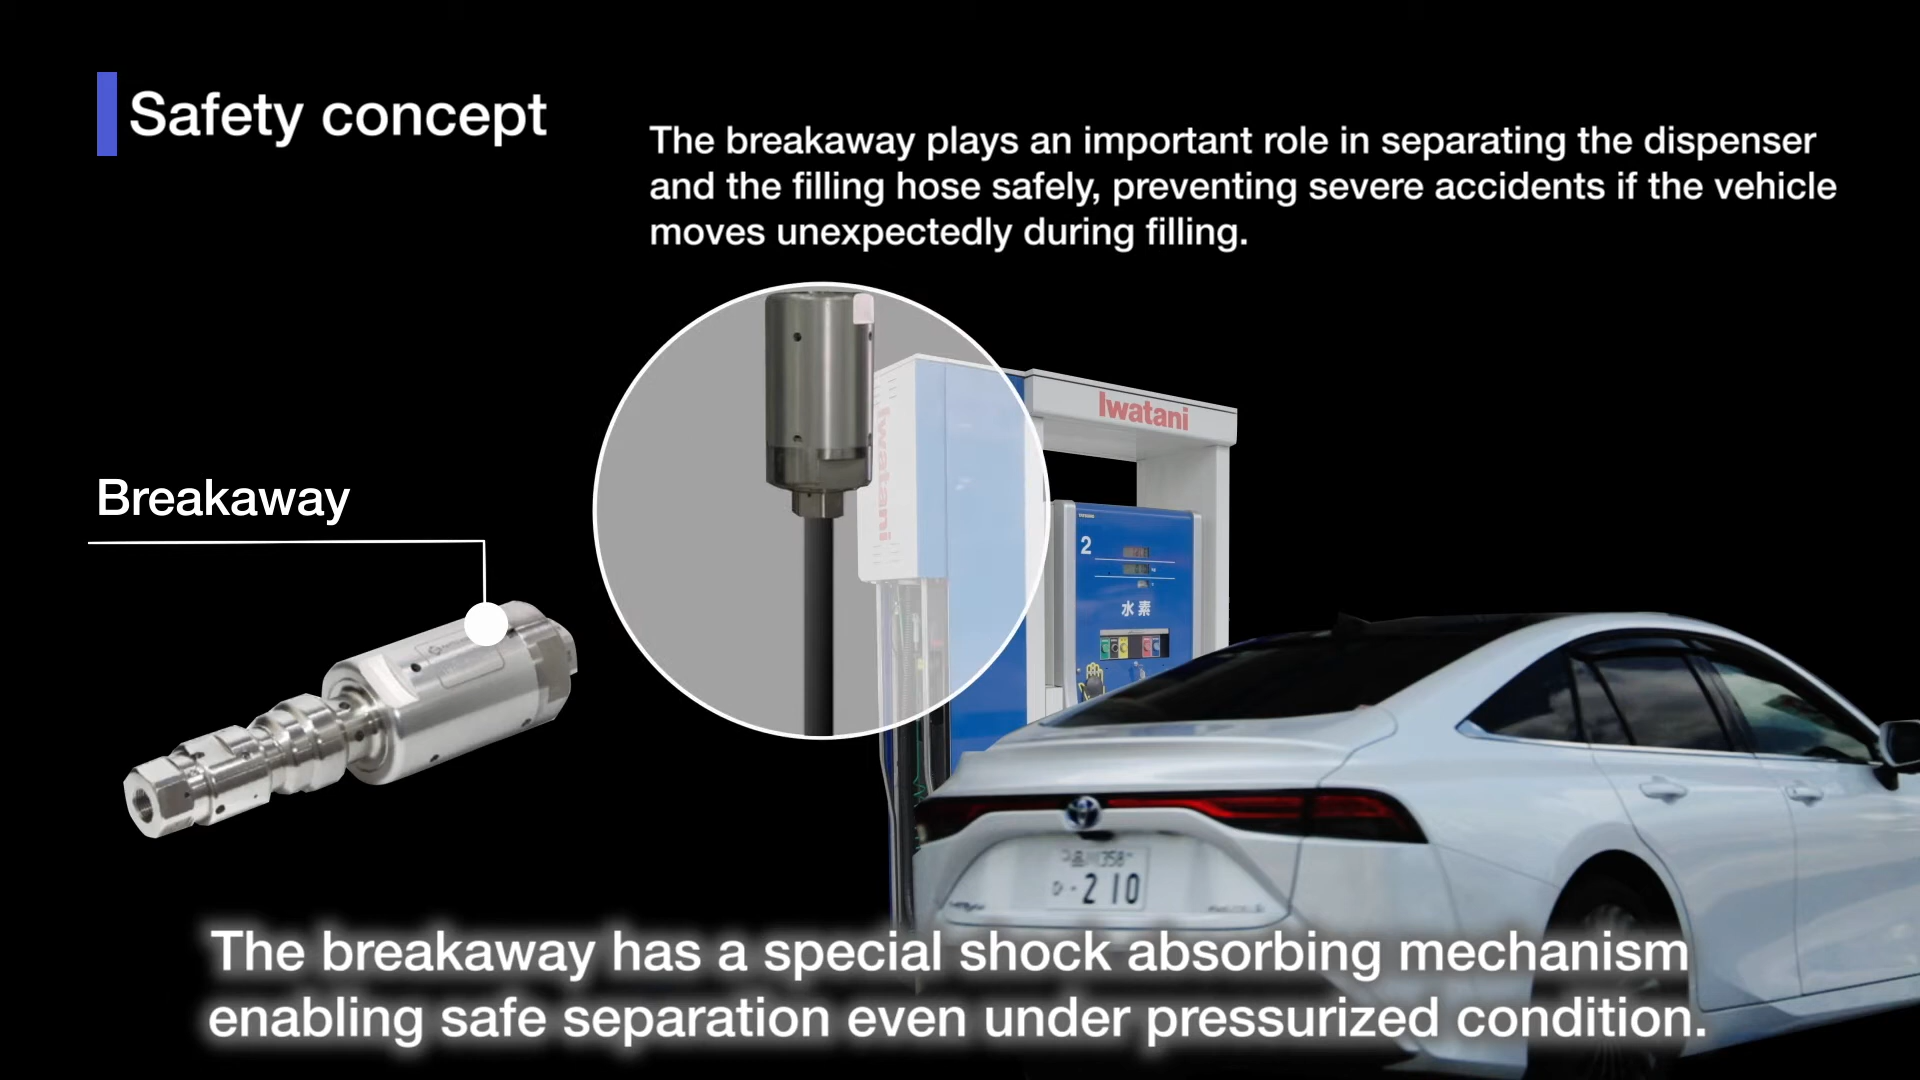 Safety concept
The breakaway plays an important role in separating the dispenser
and the filling hose safely, preventing severe accidents if the vehicle
moves unexpectedly during filling.
Iwatani
Iwatani
Breakaway
2
水素
358
210
The breakaway has a special shock absorbing mechanism
enabling safe separation even under pressurized condition.